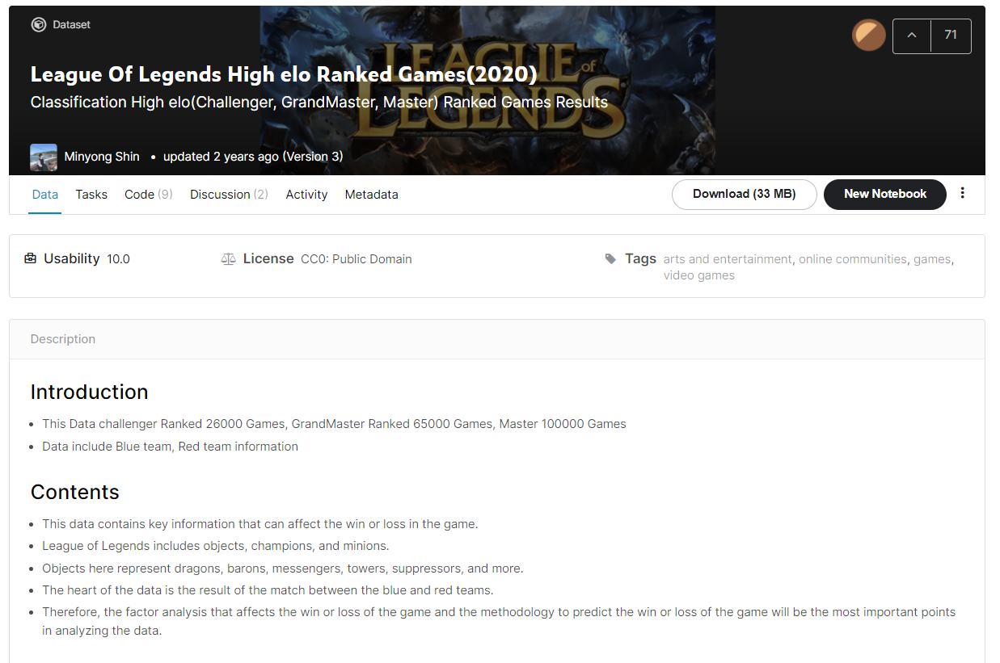 Dataset
71
LEAGUE of
LEGENDS
League Of Legends High elo Ranked Games(2020)
Classification High elo(Challenger, GrandMaster, Master) Ranked Games Results
Minyong Shin • updated 2 years ago (Version 3)
Data Tasks Code (9) Discussion (2) Activity Metadata Download (33 MB) New Notebook
Usability 10.0 License CC0: Public Domain Tags arts and entertainment, online communities, games,
video games
Description
Introduction
• This Data challenger Ranked 26000 Games, GrandMaster Ranked 65000 Games, Master 100000 Games
• Data include Blue team, Red team information
Contents
• This data contains key information that can affect the win or loss in the game.
• League of Legends includes objects, champions, and minions.
• Objects here represent dragons, barons, messengers, towers, suppressors, and more.
• The heart of the data is the result of the match between the blue and red teams.
• Therefore, the factor analysis that affects the win or loss of the game and the methodology to predict the win or loss of the game will be the most important points
in analyzing the data.